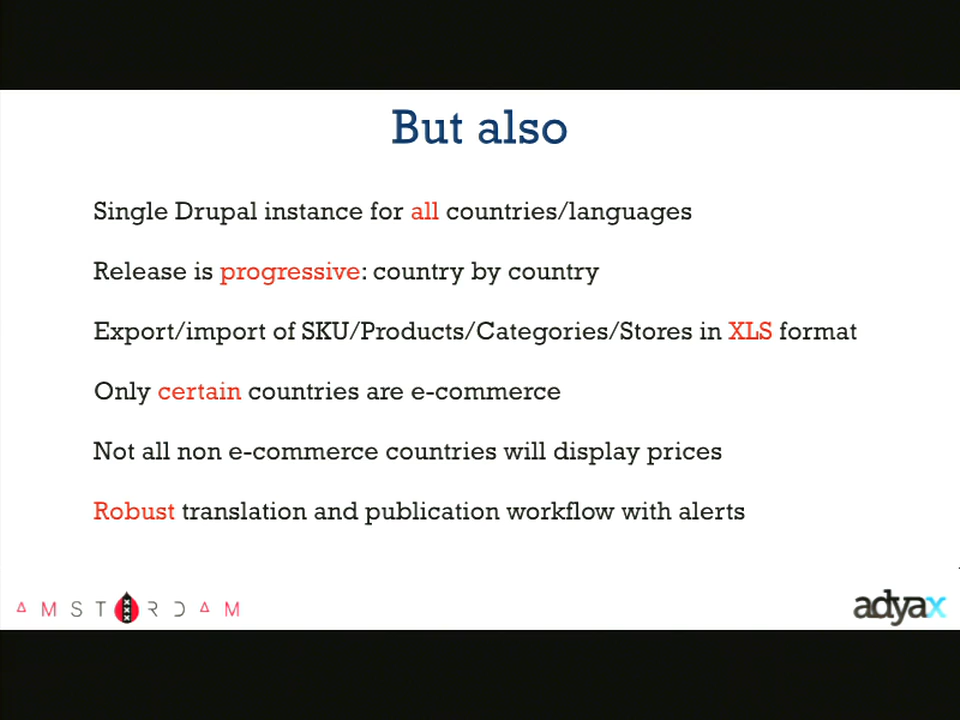 But also
Single Drupal instance for all countries/languages
Release is progressive: country by country
Export/import of SKU/Products/Categories/Stores in XLS format
Only certain countries are e-commerce
Not all non e-commerce countries will display prices
Robust translation and publication workflow with alerts
AMSTERDAM
adyax